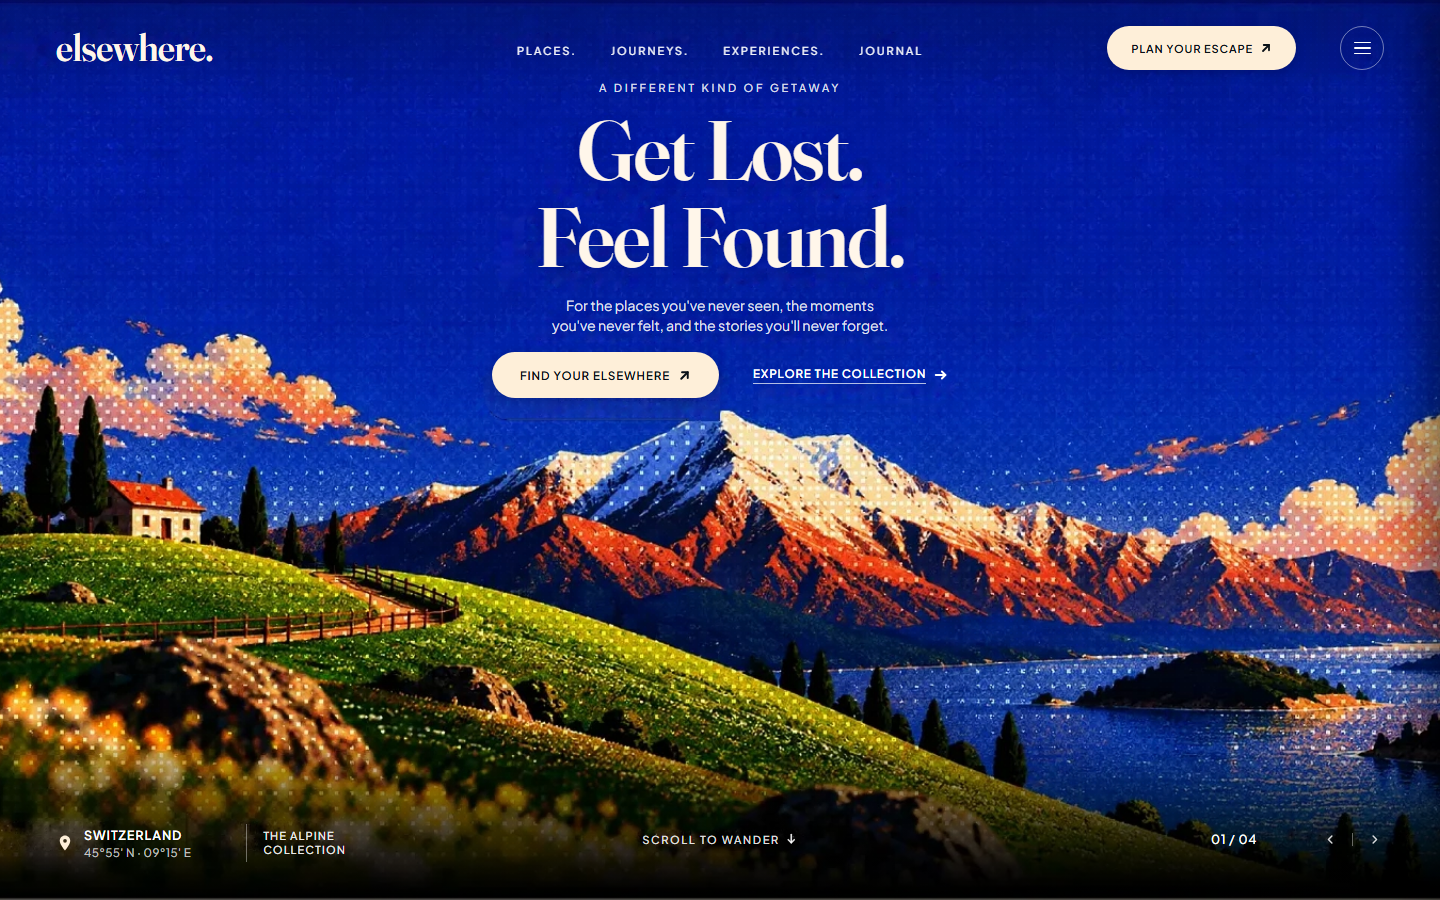 elsewhere.
PLACES.
JOURNEYS.
EXPERIENCES.
JOURNAL
PLAN YOUR ESCAPE
A DIFFERENT KIND OF GETAWAY
Get Lost.
Feel Found.
For the places you've never seen, the moments
you've never felt, and the stories you'll never forget.
FIND YOUR ELSEWHERE
EXPLORE THE COLLECTION
SWITZERLAND
45°55' N · 09°15' E
THE ALPINE
COLLECTION
SCROLL TO WANDER
01 / 04